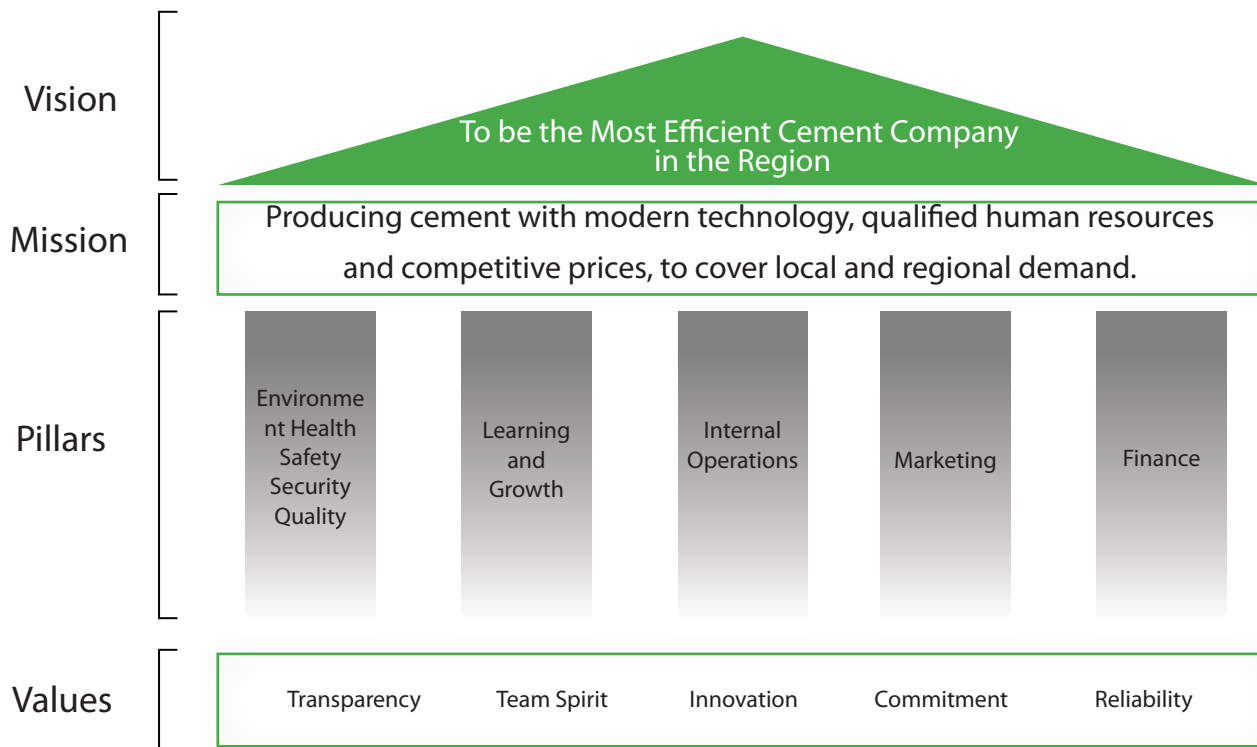 Vision
To be the Most Efficient Cement Company
in the Region
Mission
Producing cement with modern technology, qualified human resources
and competitive prices, to cover local and regional demand.
Pillars
Environme
nt Health
Safety
Security
Quality
Learning
and
Growth
Internal
Operations
Marketing
Finance
Values
Transparency
Team Spirit
Innovation
Commitment
Reliability